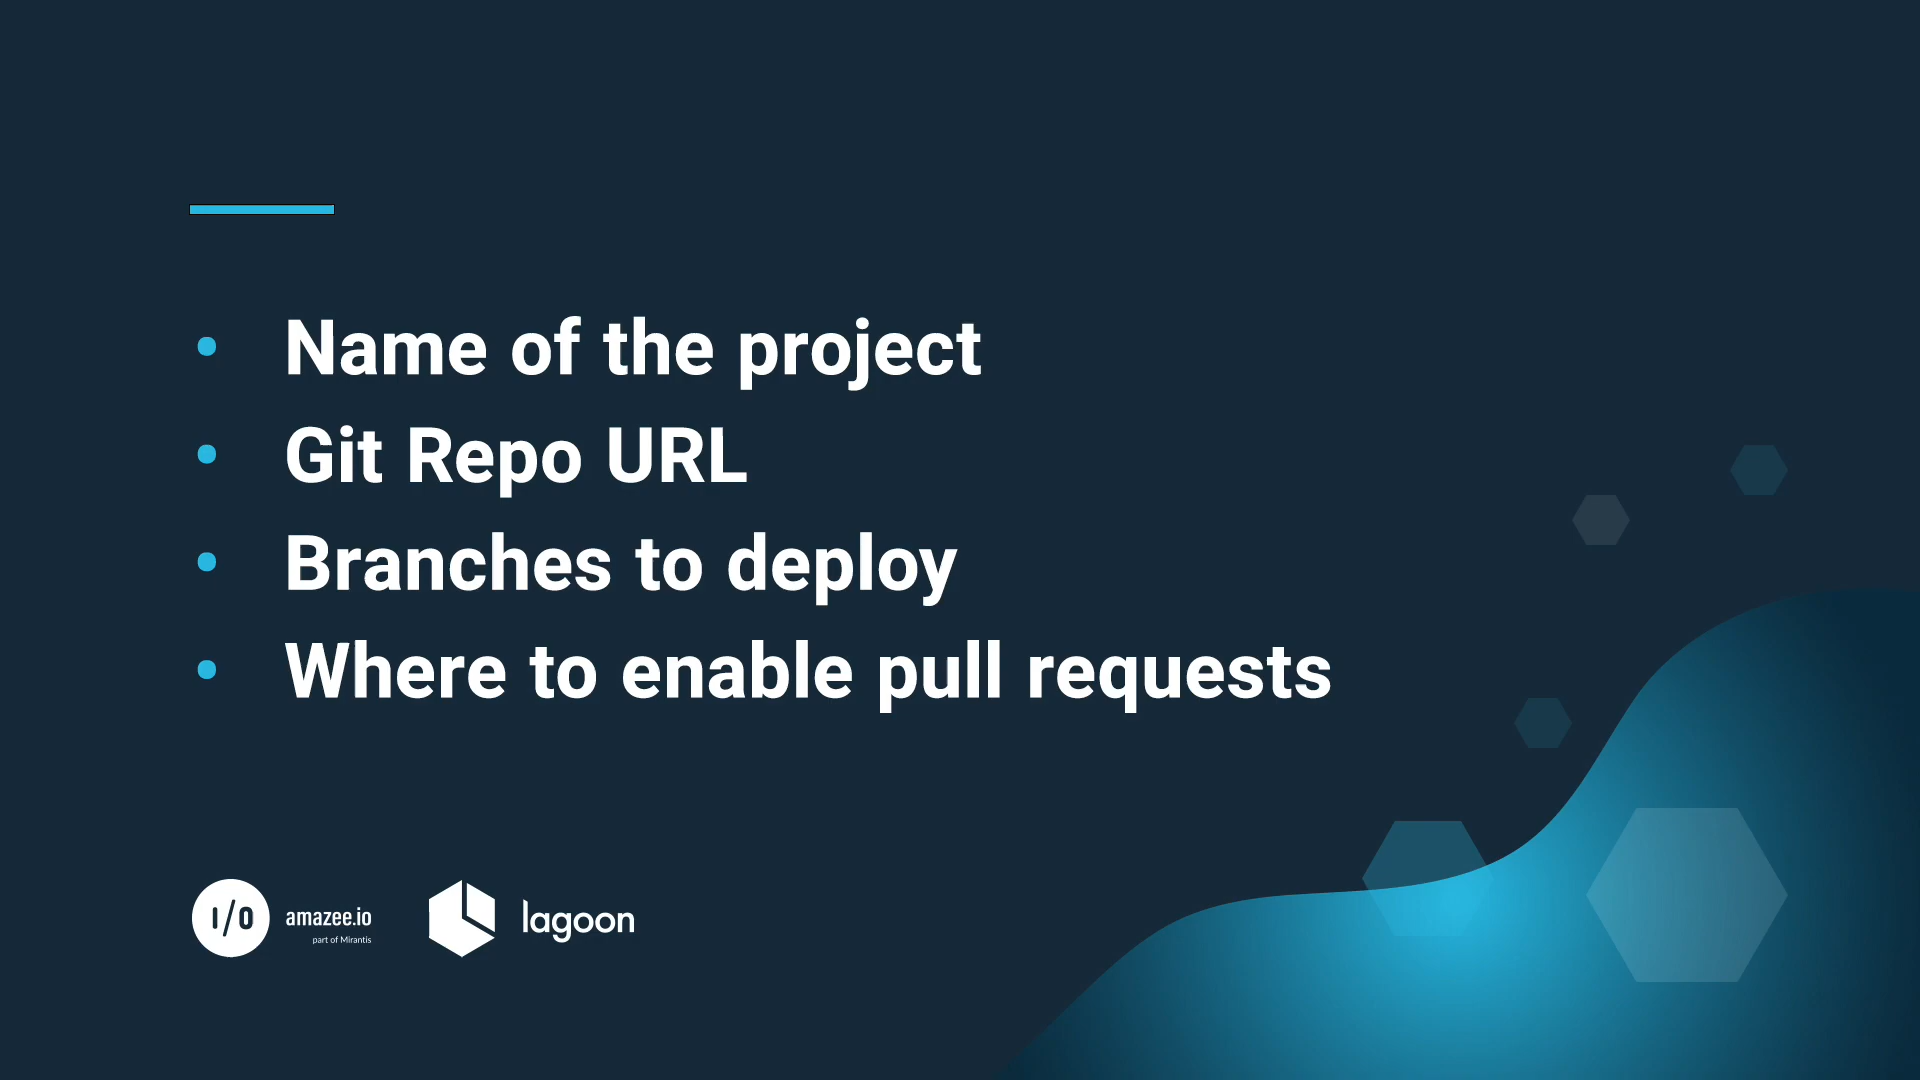 • Name of the project
• Git Repo URL
• Branches to deploy
• Where to enable pull requests
I/O amazee.io
part of Mirantis
lagoon